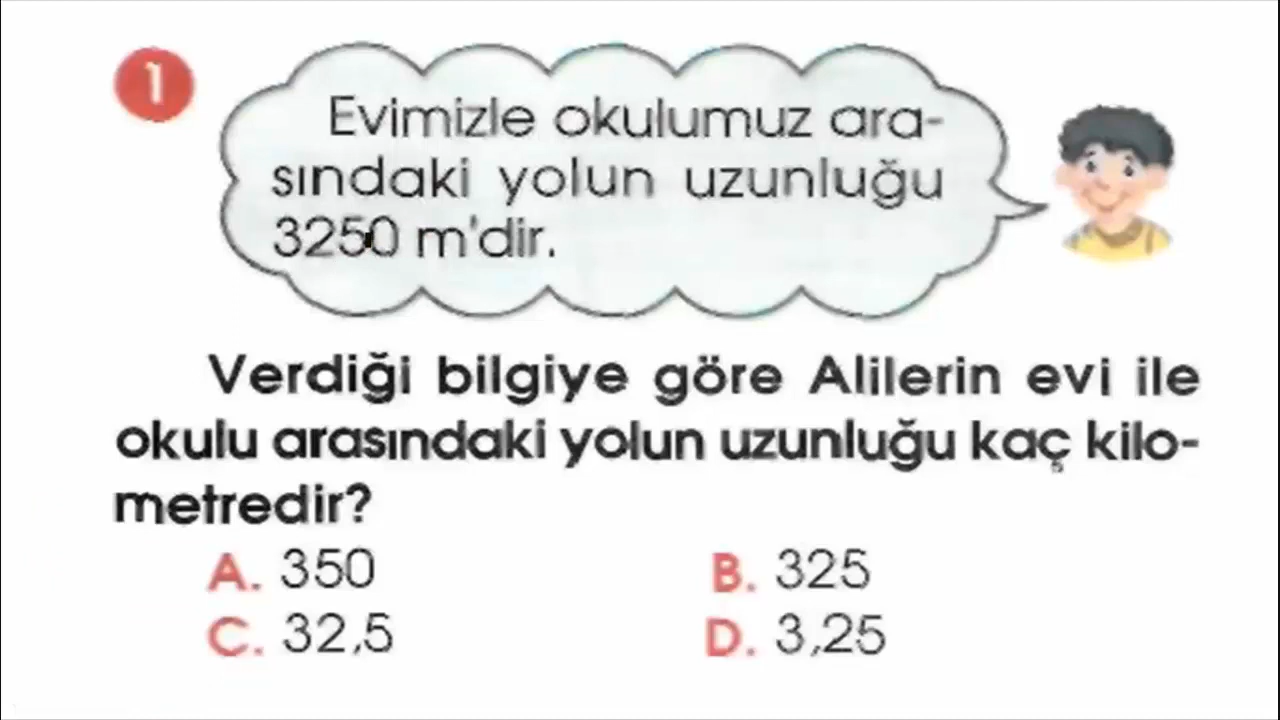 1
Evimizle okulumuz ara-
sındaki yolun uzunluğu
3250 m'dir.
Verdiği bilgiye göre Alilerin evi ile
okulu arasındaki yolun uzunluğu kaç kilo-
metredir?
A. 350 B. 325
C. 32,5 D. 3,25